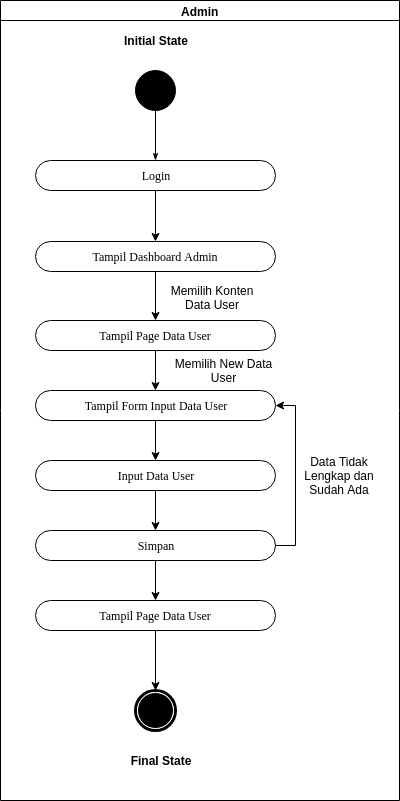 Admin
Initial State
Login
Tampil Dashboard Admin
Memilih Konten
Data User
Tampil Page Data User
Memilih New Data
User
Tampil Form Input Data User
Data Tidak
Lengkap dan
Sudah Ada
Input Data User
Simpan
Tampil Page Data User
Final State